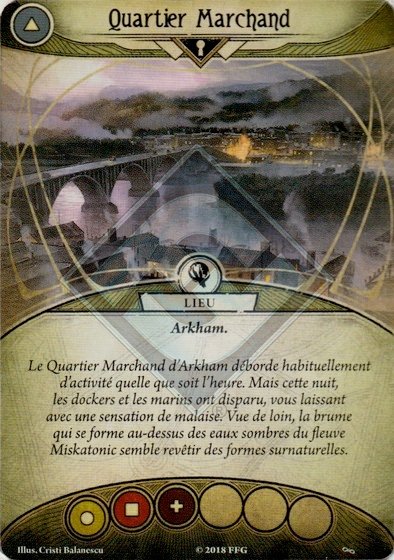 Quartier Marchand
LIEU
Arkham.
Le Quartier Marchand d'Arkham déborde habituellement
d'activité quelle que soit l'heure. Mais cette nuit,
les dockers et les marins ont disparu, vous laissant
avec une sensation de malaise. Vue de loin, la brume
qui se forme au-dessus des eaux sombres du fleuve
Miskatonic semble revêtir des formes surnaturelles.
Illus. Cristi Balanescu
© 2018 FFG